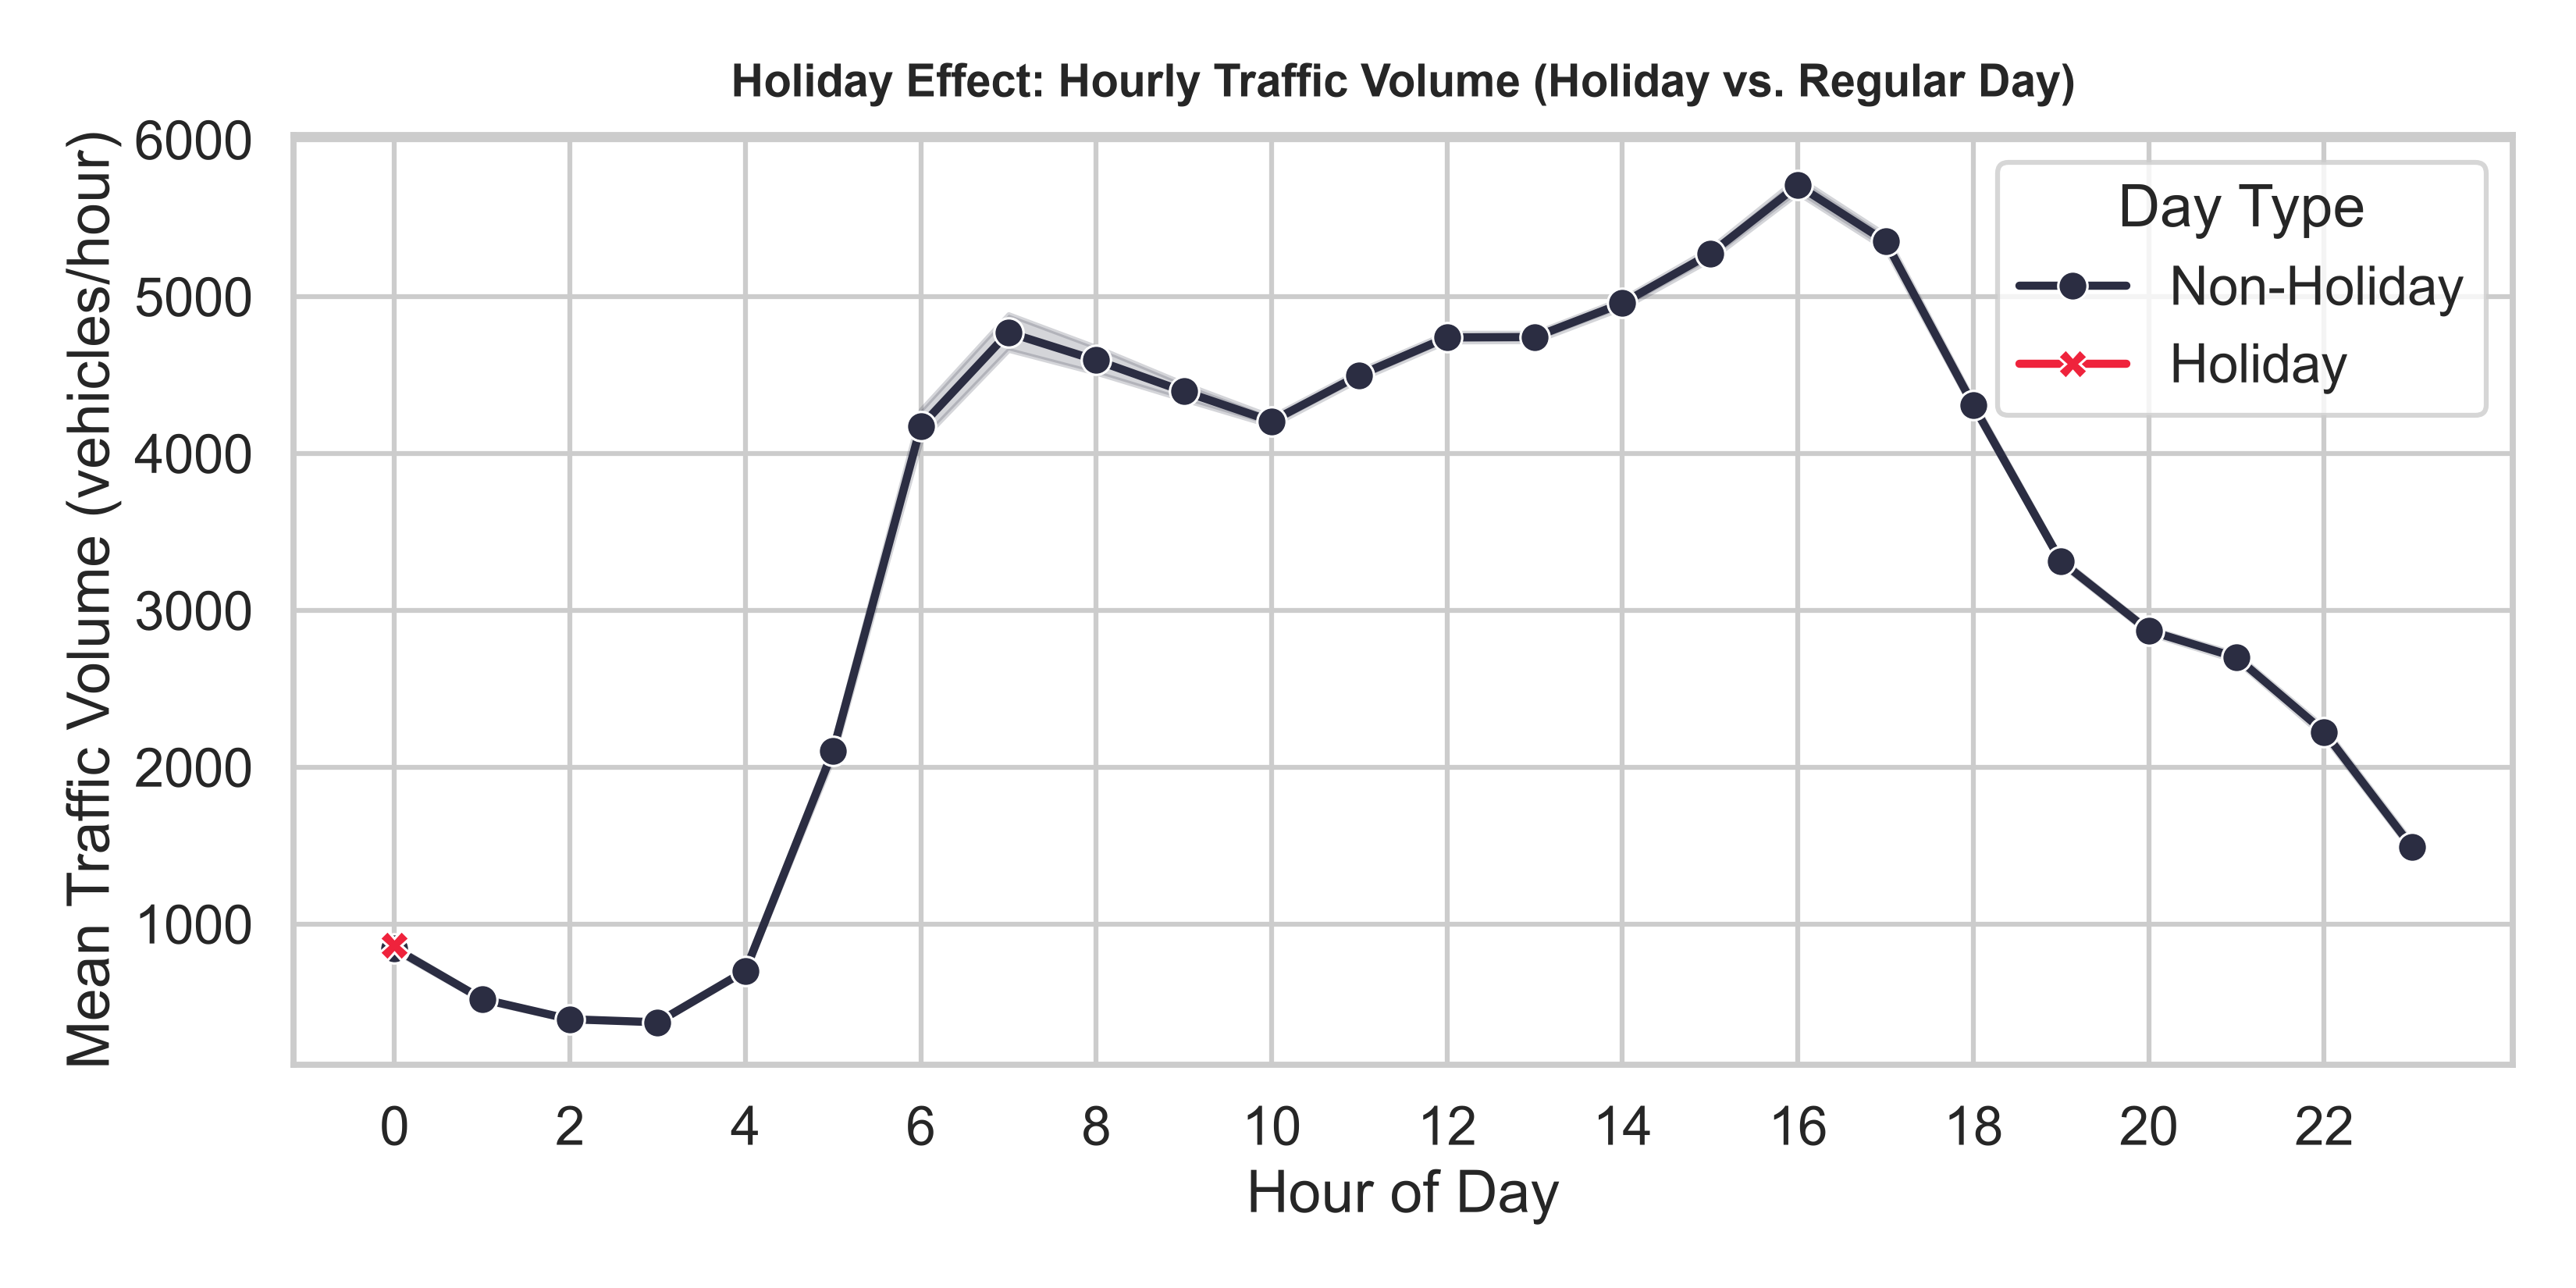 Holiday Effect: Hourly Traffic Volume (Holiday vs. Regular Day)
Mean Traffic Volume (vehicles/hour)
6000
5000
4000
3000
2000
1000
Day Type
Non-Holiday
Holiday
0 2 4 6 8 10 12 14 16 18 20 22
Hour of Day